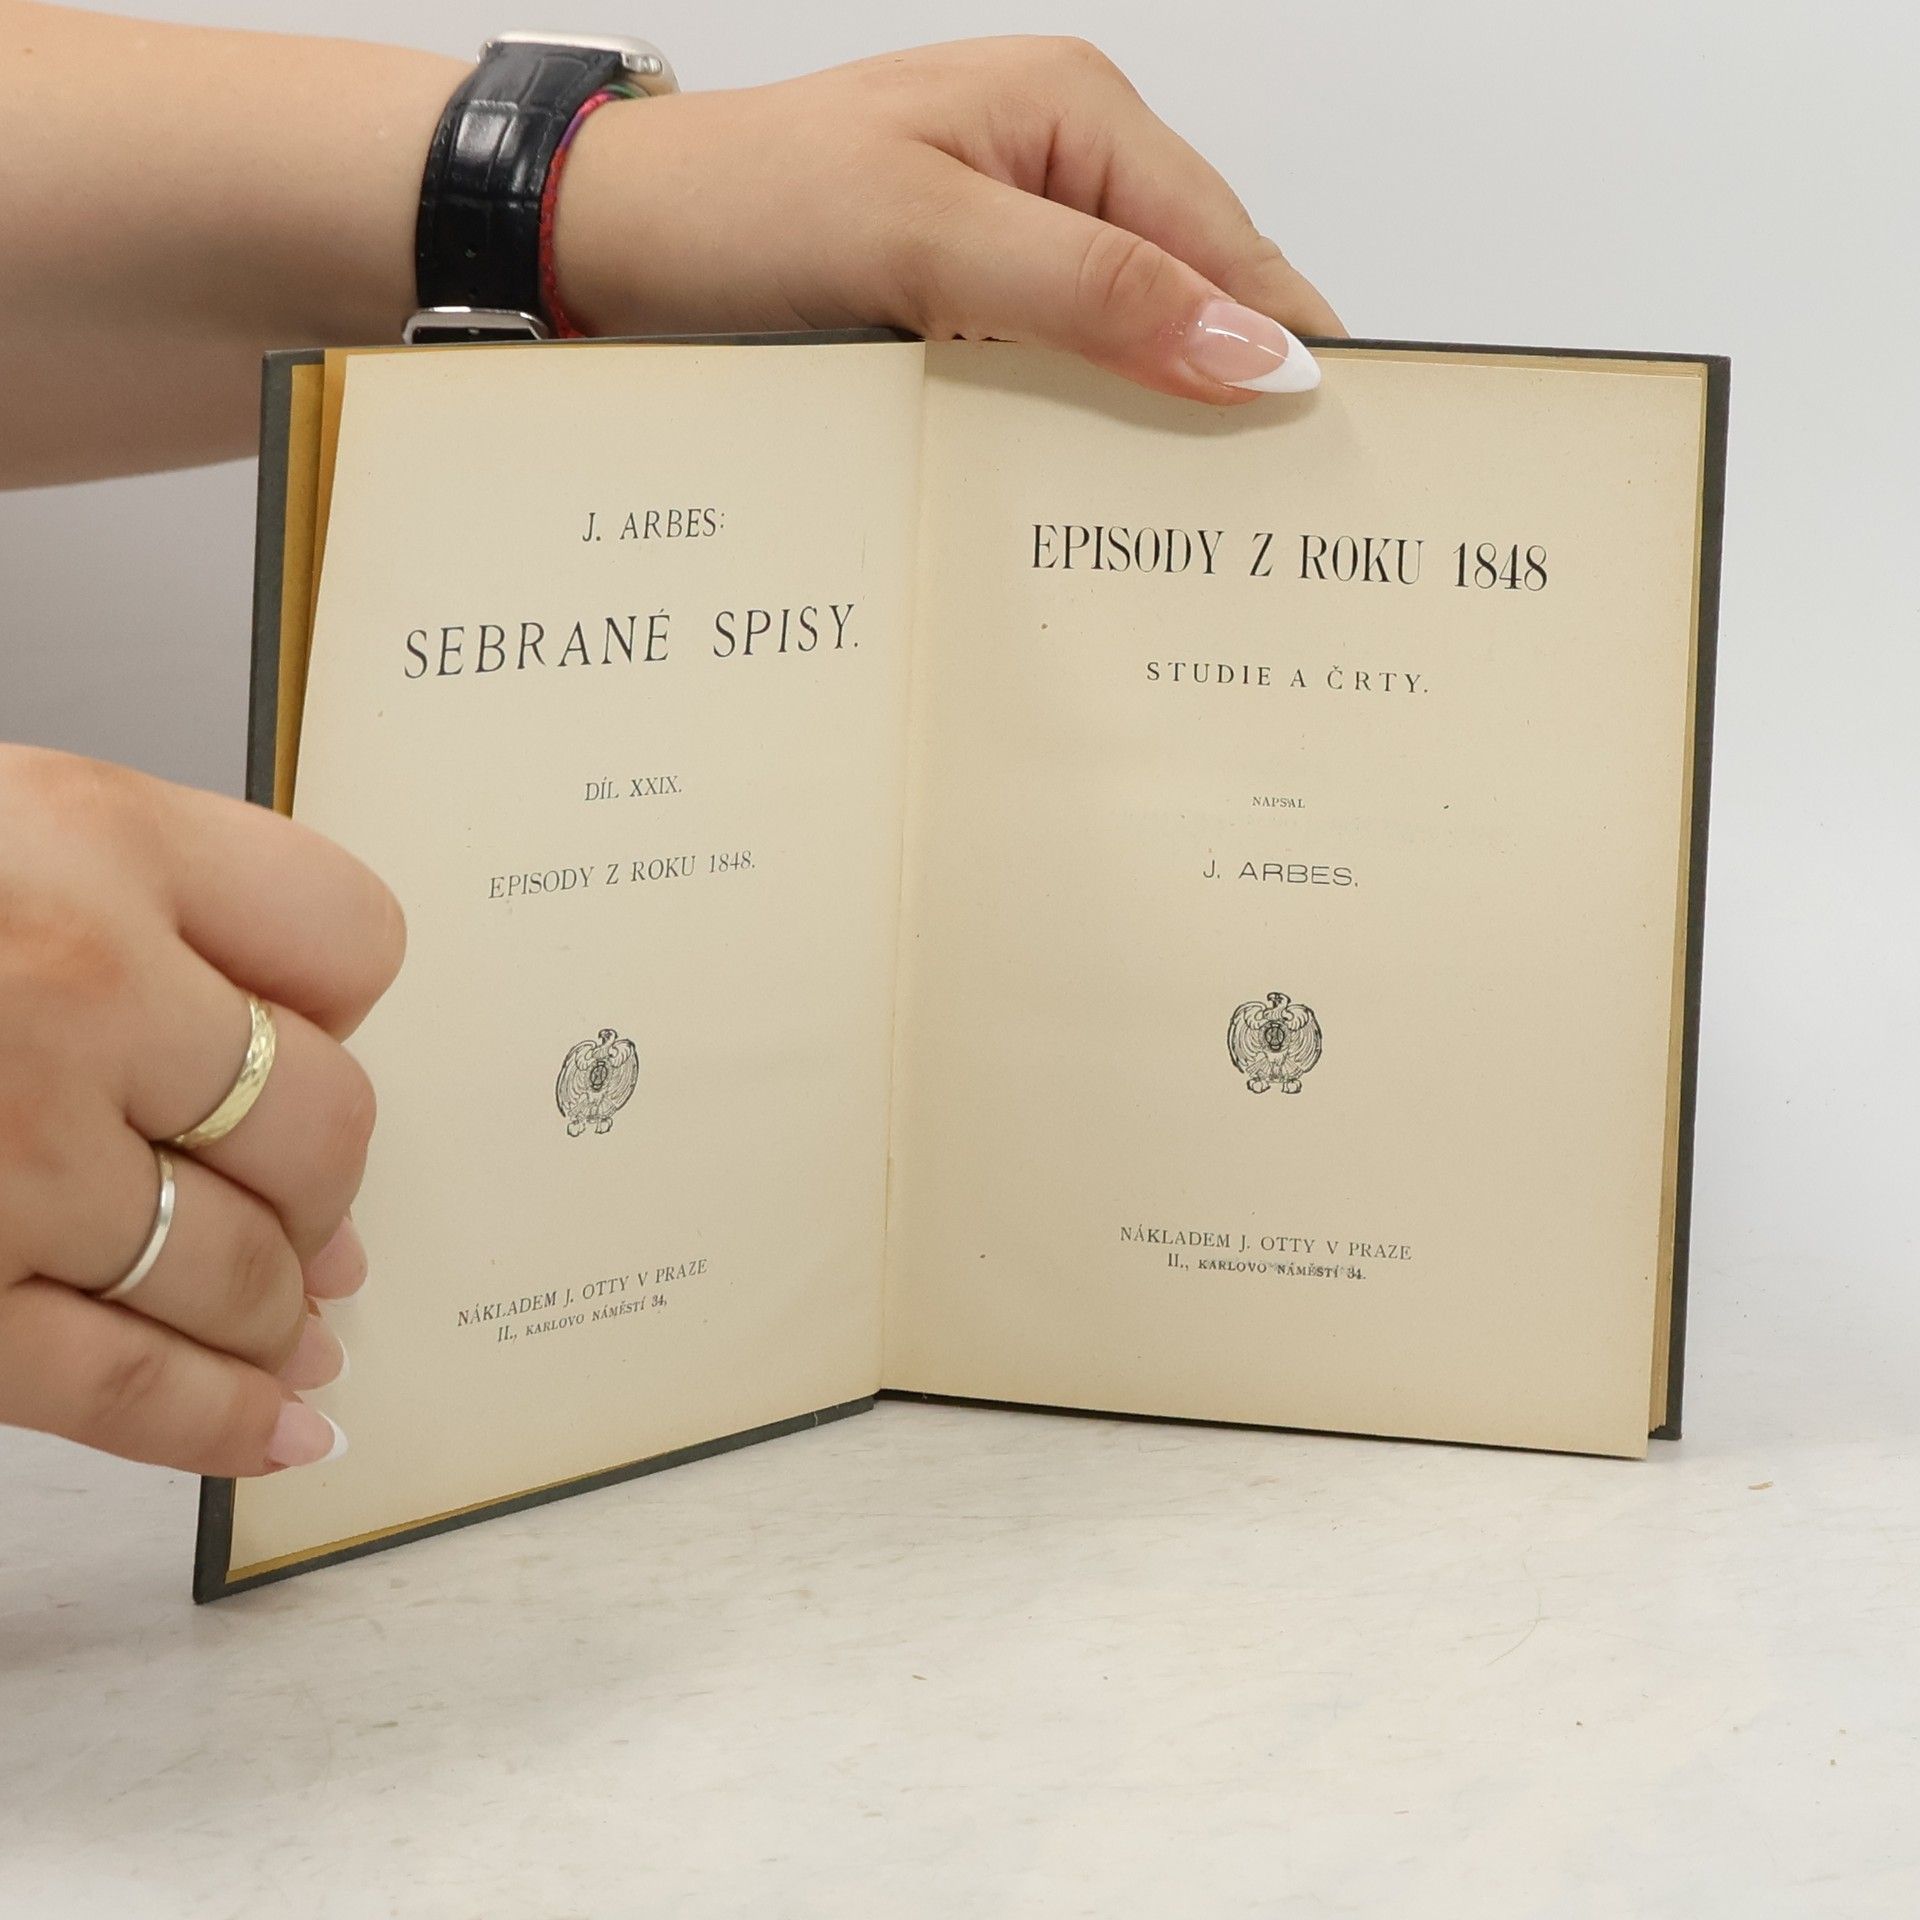 J. ARBES:
SEBRANÉ SPISY.
DÍL XXIX.
EPISODY Z ROKU 1848.
NÁKLADEM J. OTTY V PRAZE
II., KARLOVO NÁMĚSTÍ 34,
EPISODY Z ROKU 1848
STUDIE A ČRTY.
NAPSAL
J. ARBES.
NÁKLADEM J. OTTY V PRAZE
II., KARLOVO NÁMĚSTÍ 34.